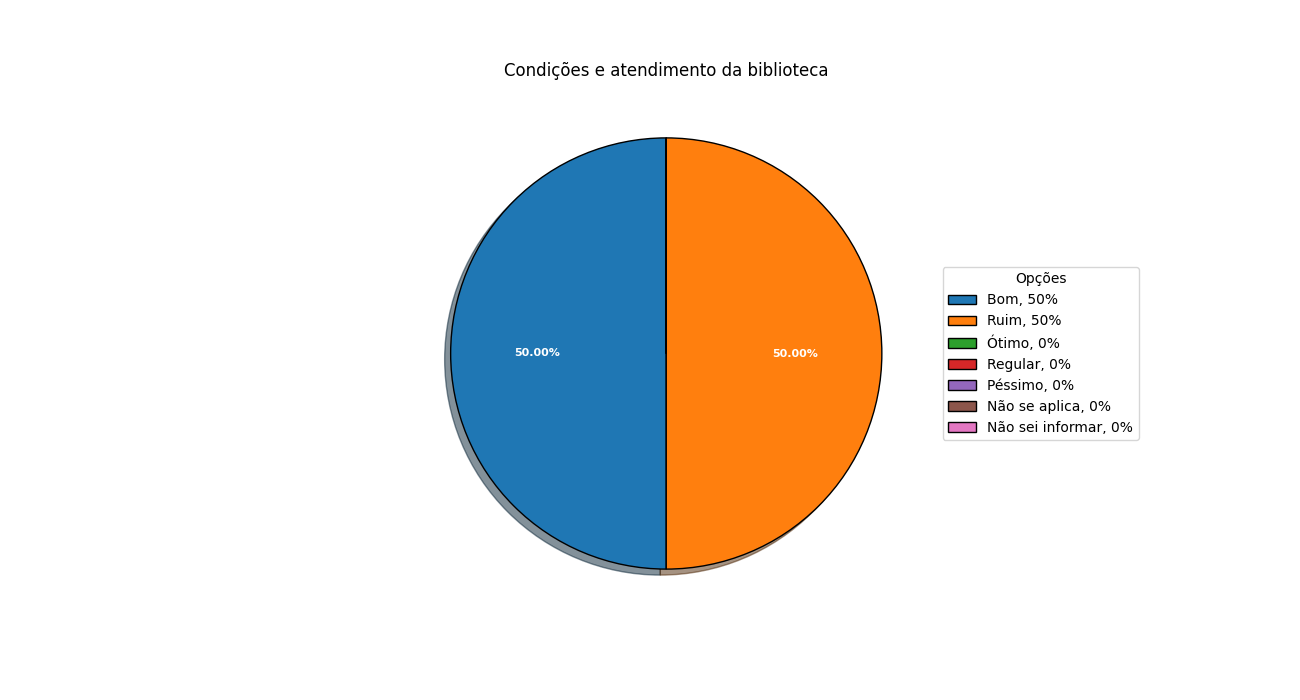 Condições e atendimento da biblioteca
50.00%
50.00%
Opções
Bom, 50%
Ruim, 50%
Ótimo, 0%
Regular, 0%
Péssimo, 0%
Não se aplica, 0%
Não sei informar, 0%